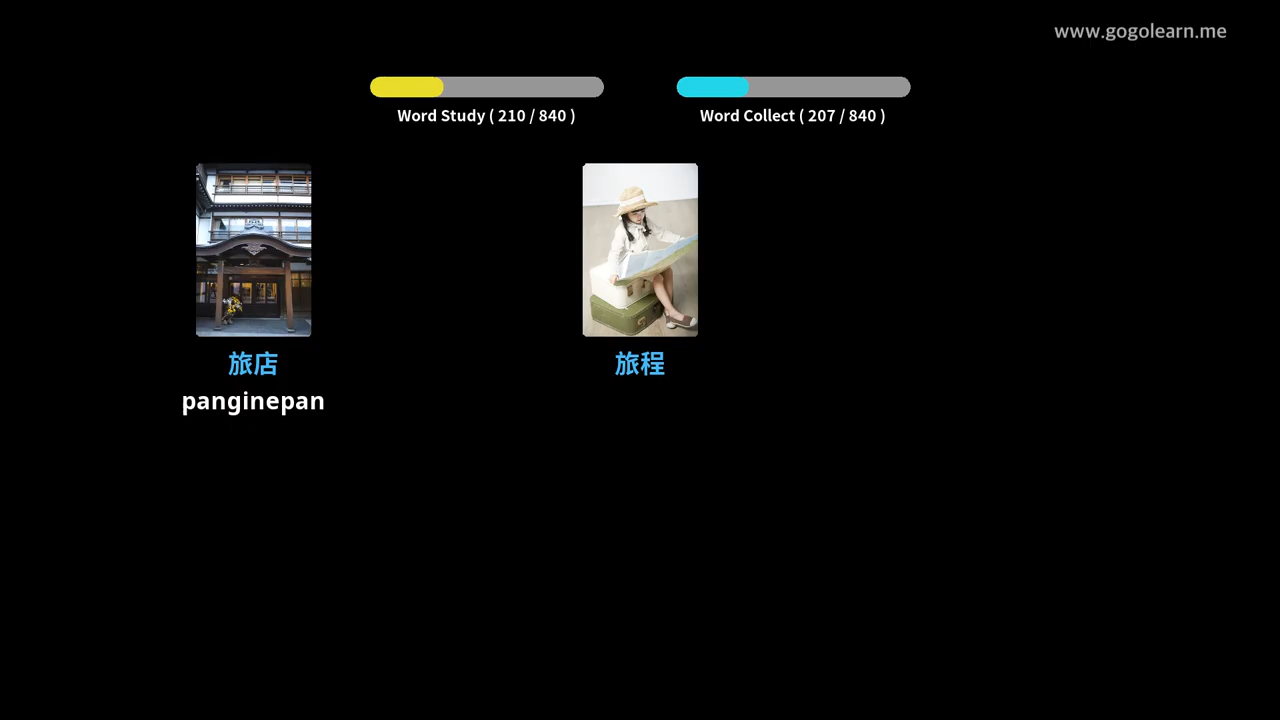 www.gogolearn.me
Word Study ( 210 / 840 )
Word Collect ( 207 / 840 )
旅店
旅程
panginepan